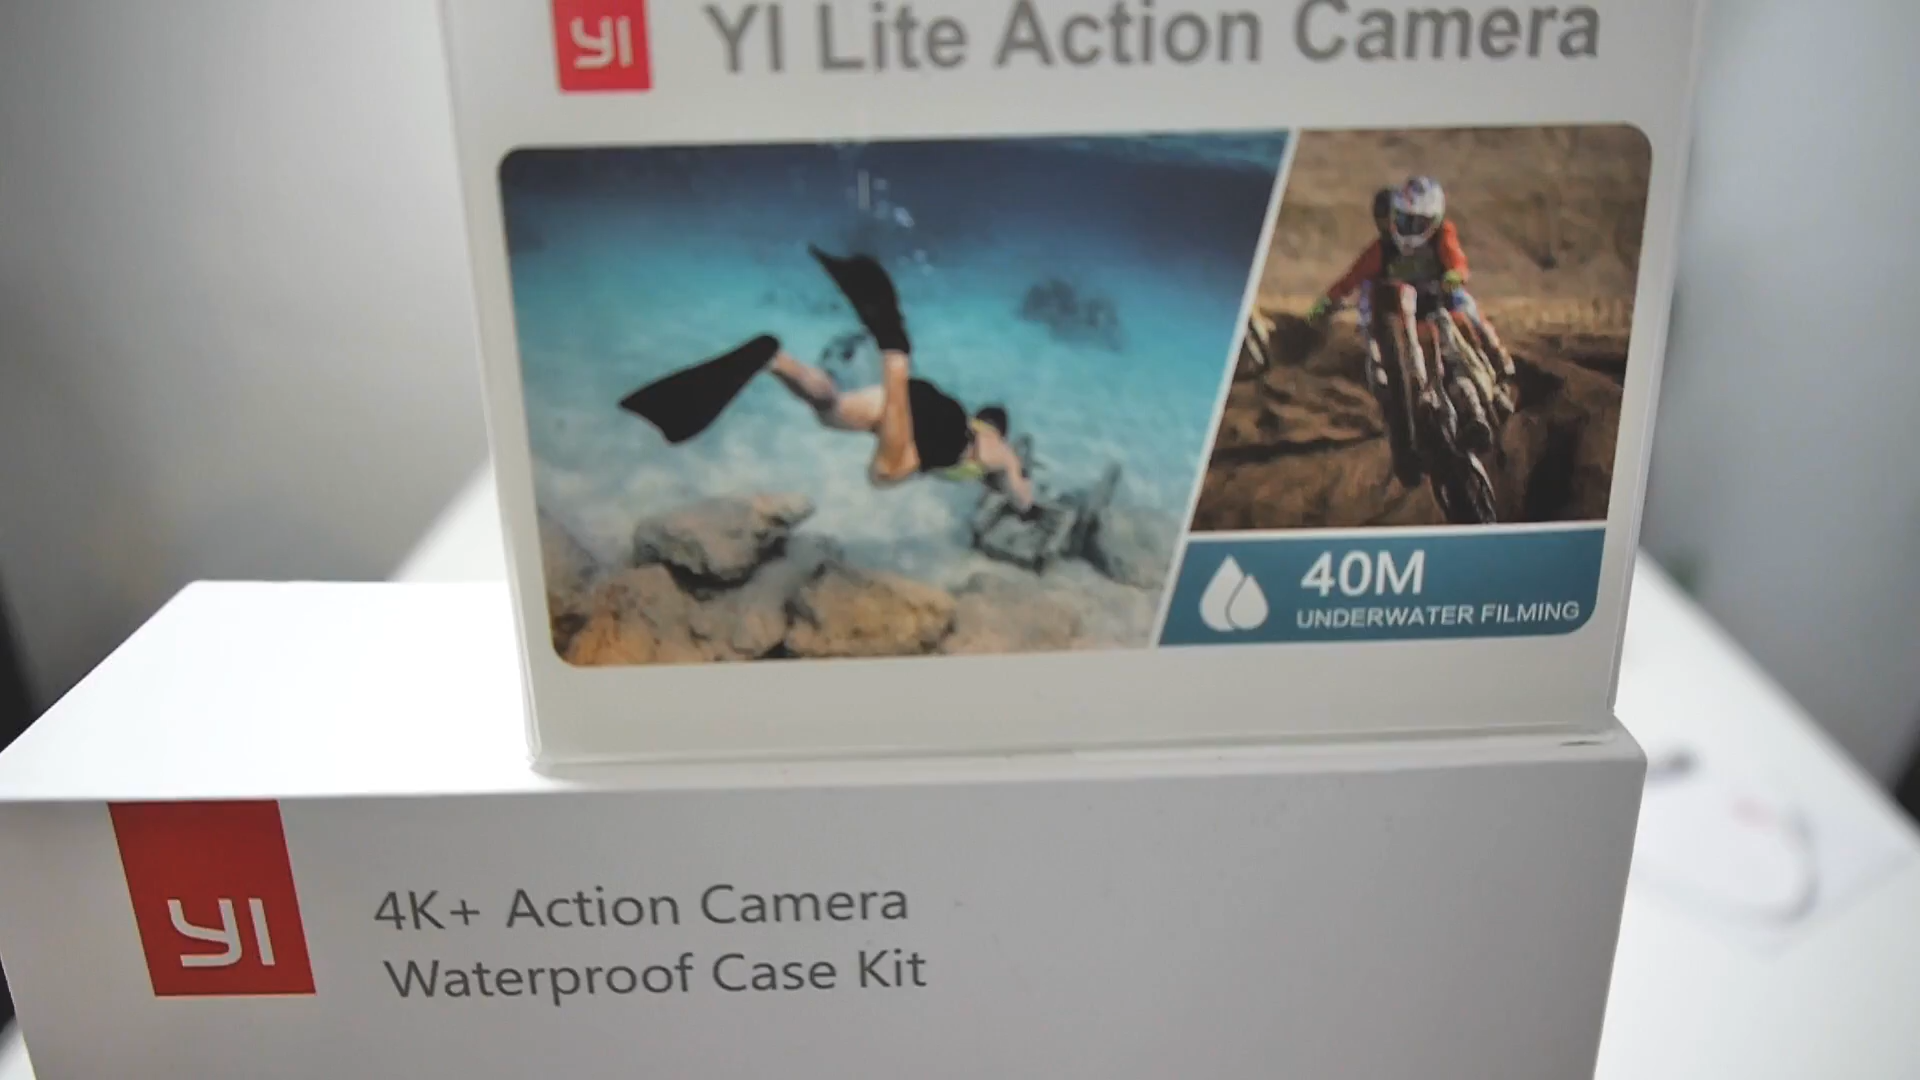 YI YI Lite Action Camera
40M
UNDERWATER FILMING
YI
4K+ Action Camera
Waterproof Case Kit